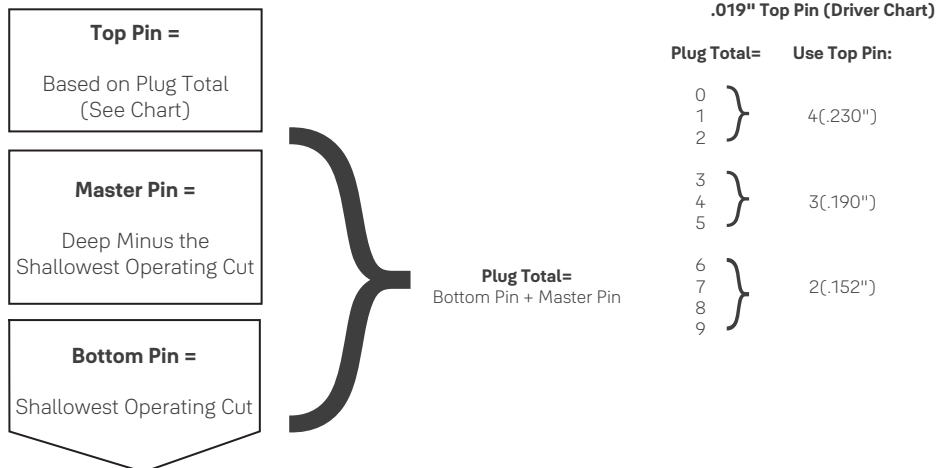 Top Pin =
Based on Plug Total
(See Chart)
Master Pin =
Deep Minus the
Shallowest Operating Cut
Bottom Pin =
Shallowest Operating Cut
Plug Total=
Bottom Pin + Master Pin
.019" Top Pin (Driver Chart)
Plug Total= Use Top Pin:
0
1
2
4(.230")
3
4
5
3(.190")
6
7
8
9
2(.152")